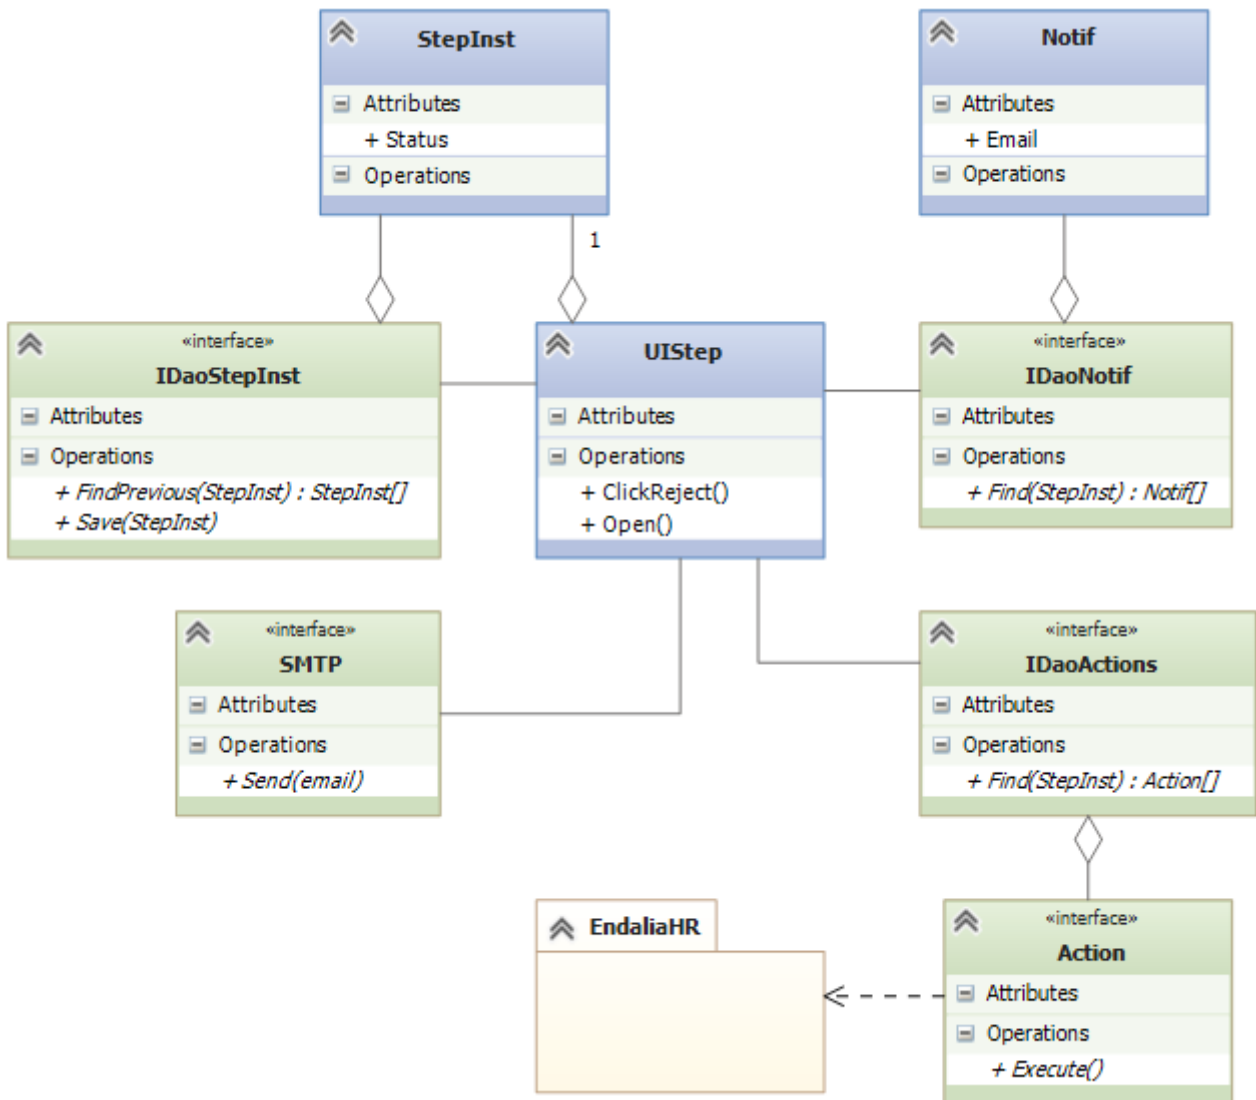 StepInst
Attributes
+ Status
Operations
Notif
Attributes
+ Email
Operations
1
«interface»
IDaoStepInst
Attributes
Operations
+ FindPrevious(StepInst) : StepInst[]
+ Save(StepInst)
UIStep
Attributes
Operations
+ ClickReject()
+ Open()
«interface»
IDaoNotif
Attributes
Operations
+ Find(StepInst) : Notif[]
«interface»
SMTP
Attributes
Operations
+ Send(email)
«interface»
IDaoActions
Attributes
Operations
+ Find(StepInst) : Action[]
EndaliaHR
«interface»
Action
Attributes
Operations
+ Execute()